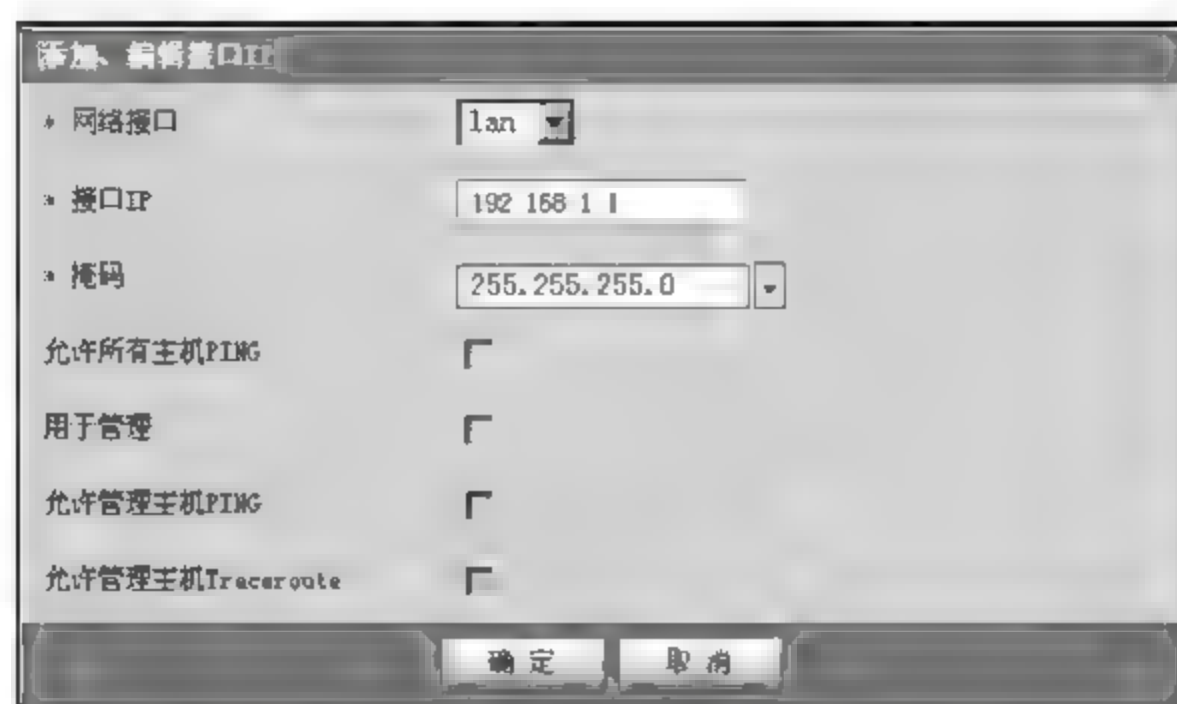 添加、编辑接口IP
* 网络接口 lan
* 接口IP 192 168 1 1
* 掩码 255.255.255.0
允许所有主机PING
用于管理
允许管理主机PING
允许管理主机Traceroute
确定 取消